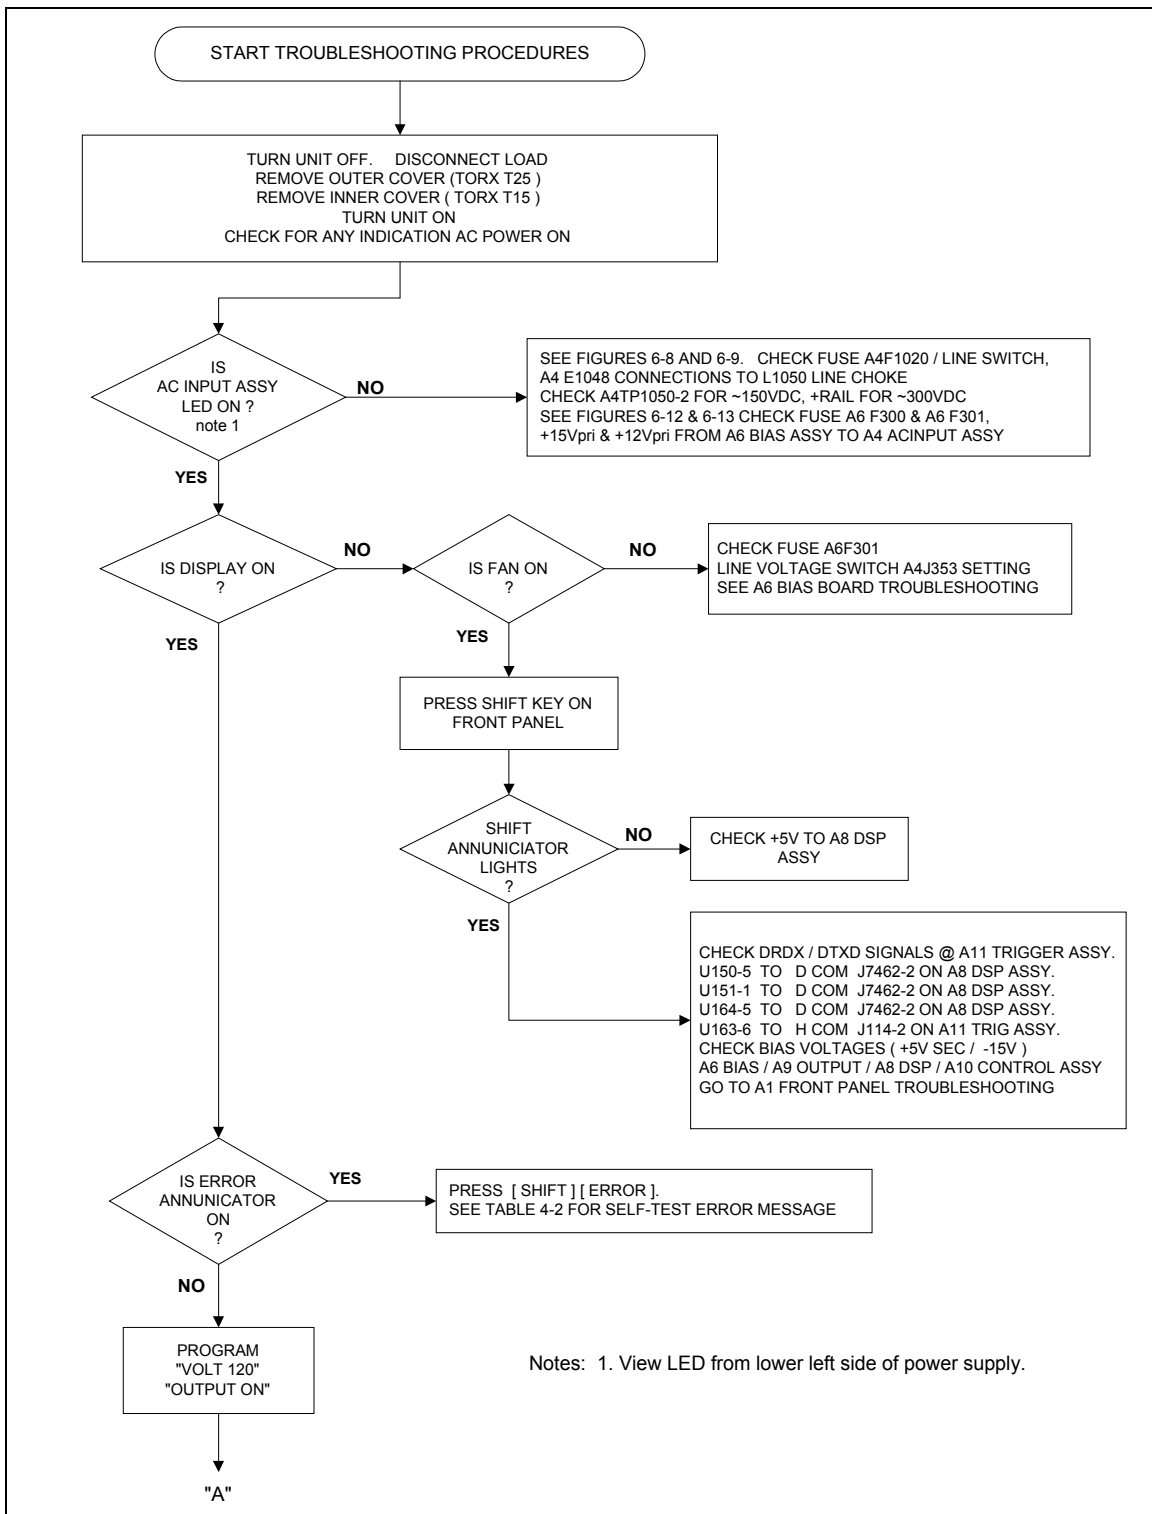 START TROUBLESHOOTING PROCEDURES
TURN UNIT OFF. DISCONNECT LOAD
REMOVE OUTER COVER (TORX T25 )
REMOVE INNER COVER ( TORX T15 )
TURN UNIT ON
CHECK FOR ANY INDICATION AC POWER ON
IS
AC INPUT ASSY
LED ON ?
note 1
NO
SEE FIGURES 6-8 AND 6-9. CHECK FUSE A4F1020 / LINE SWITCH,
A4 E1048 CONNECTIONS TO L1050 LINE CHOKE
CHECK A4TP1050-2 FOR ~150VDC, +RAIL FOR ~300VDC
SEE FIGURES 6-12 & 6-13 CHECK FUSE A6 F300 & A6 F301,
+15Vpri & +12Vpri FROM A6 BIAS ASSY TO A4 ACINPUT ASSY
YES
IS DISPLAY ON
?
NO
IS FAN ON
?
NO
CHECK FUSE A6F301
LINE VOLTAGE SWITCH A4J353 SETTING
SEE A6 BIAS BOARD TROUBLESHOOTING
YES
YES
PRESS SHIFT KEY ON
FRONT PANEL
SHIFT
ANNUNICIATOR
LIGHTS
?
NO
CHECK +5V TO A8 DSP
ASSY
YES
CHECK DRDX / DTXD SIGNALS @ A11 TRIGGER ASSY.
U150-5 TO D COM J7462-2 ON A8 DSP ASSY.
U151-1 TO D COM J7462-2 ON A8 DSP ASSY.
U164-5 TO D COM J7462-2 ON A8 DSP ASSY.
U163-6 TO H COM J114-2 ON A11 TRIG ASSY.
CHECK BIAS VOLTAGES ( +5V SEC / -15V )
A6 BIAS / A9 OUTPUT / A8 DSP / A10 CONTROL ASSY
GO TO A1 FRONT PANEL TROUBLESHOOTING
IS ERROR
ANNUNICATOR
ON
?
YES
PRESS [ SHIFT ] [ ERROR ].
SEE TABLE 4-2 FOR SELF-TEST ERROR MESSAGE
NO
PROGRAM
"VOLT 120"
"OUTPUT ON"
Notes: 1. View LED from lower left side of power supply.
"A"